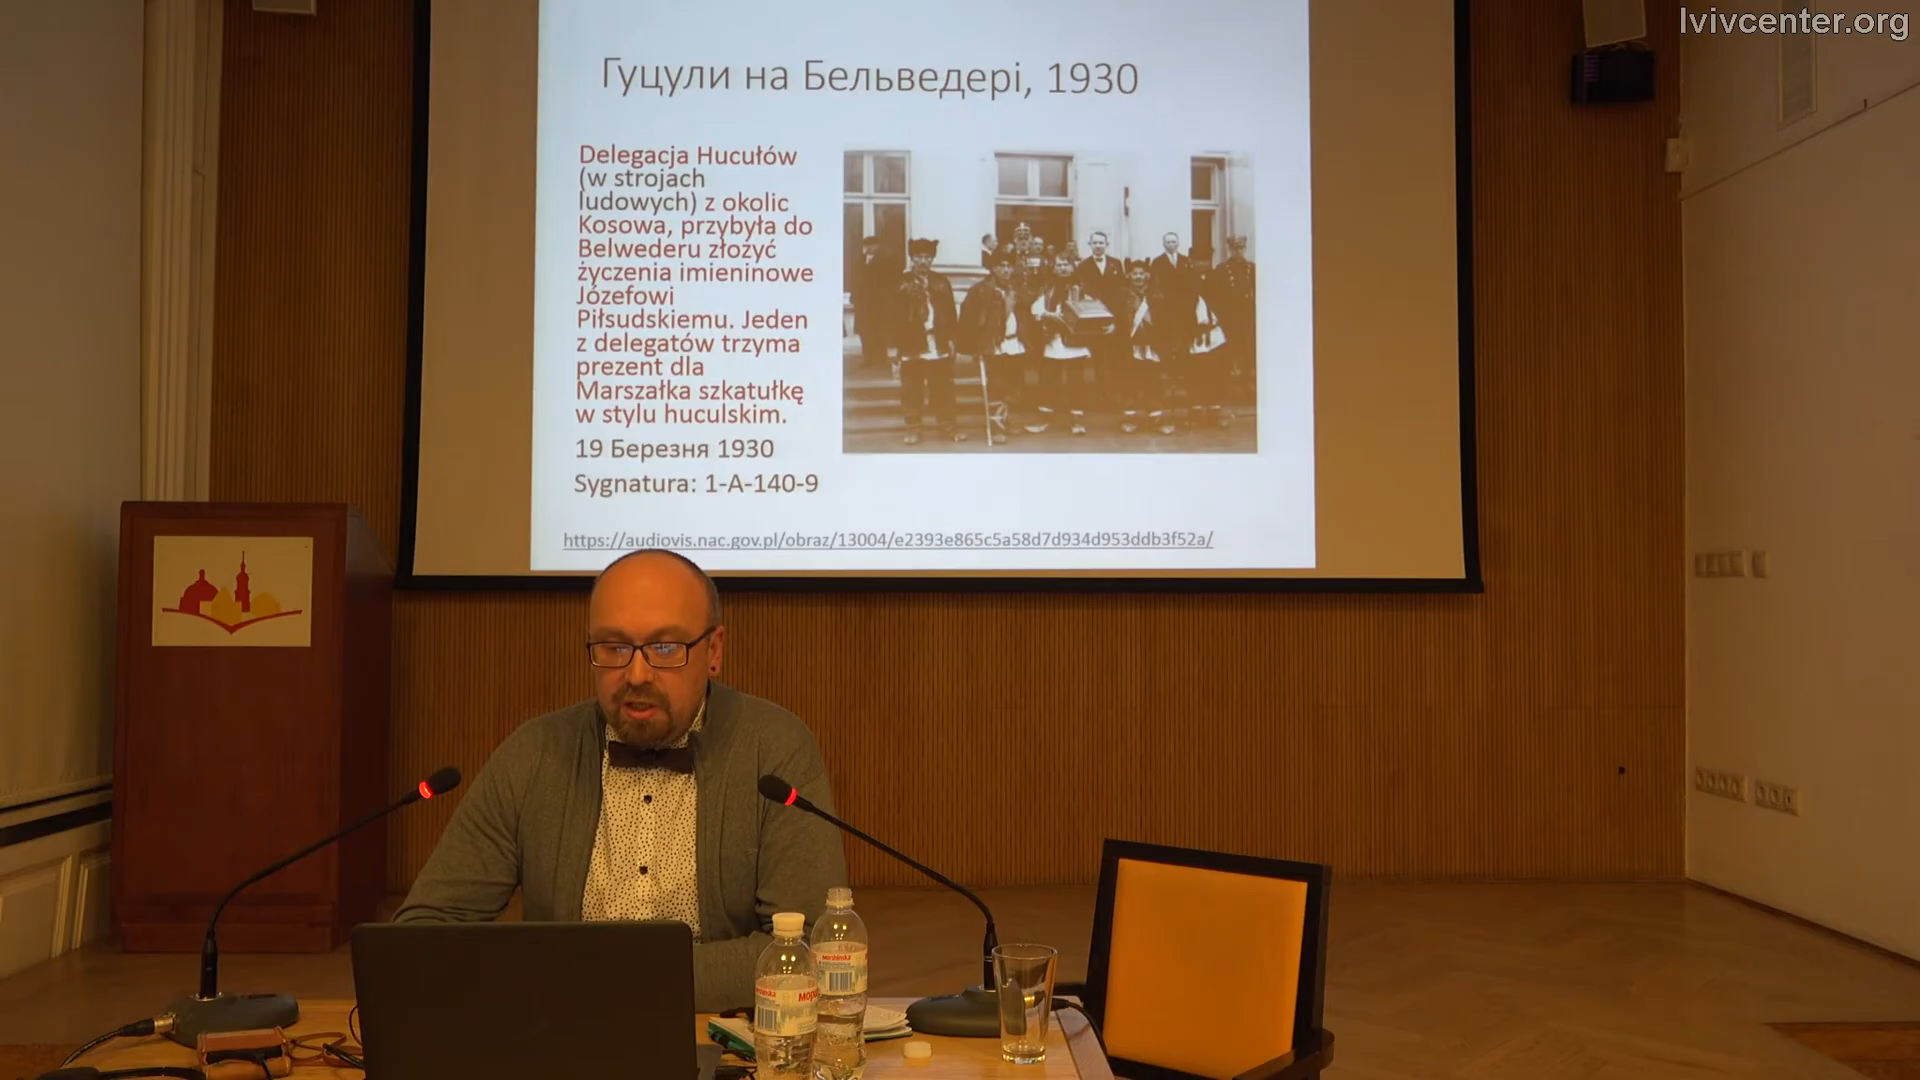 lvivcenter.org
Гуцули на Бельведері, 1930
Delegacja Hucułów
(w strojach
ludowych) z okolic
Kosowa, przybyła do
Belwederu złożyć
życzenia imieninowe
Józefowi
Piłsudskiemu. Jeden
z delegatów trzyma
prezent dla
Marszałka szkatułkę
w stylu huculskim.
19 Березня 1930
Sygnatura: 1-A-140-9
https://audiovis.nac.gov.pl/obraz/13004/e2393e865c5a58d7d934d953ddb3f52a/
morshinska